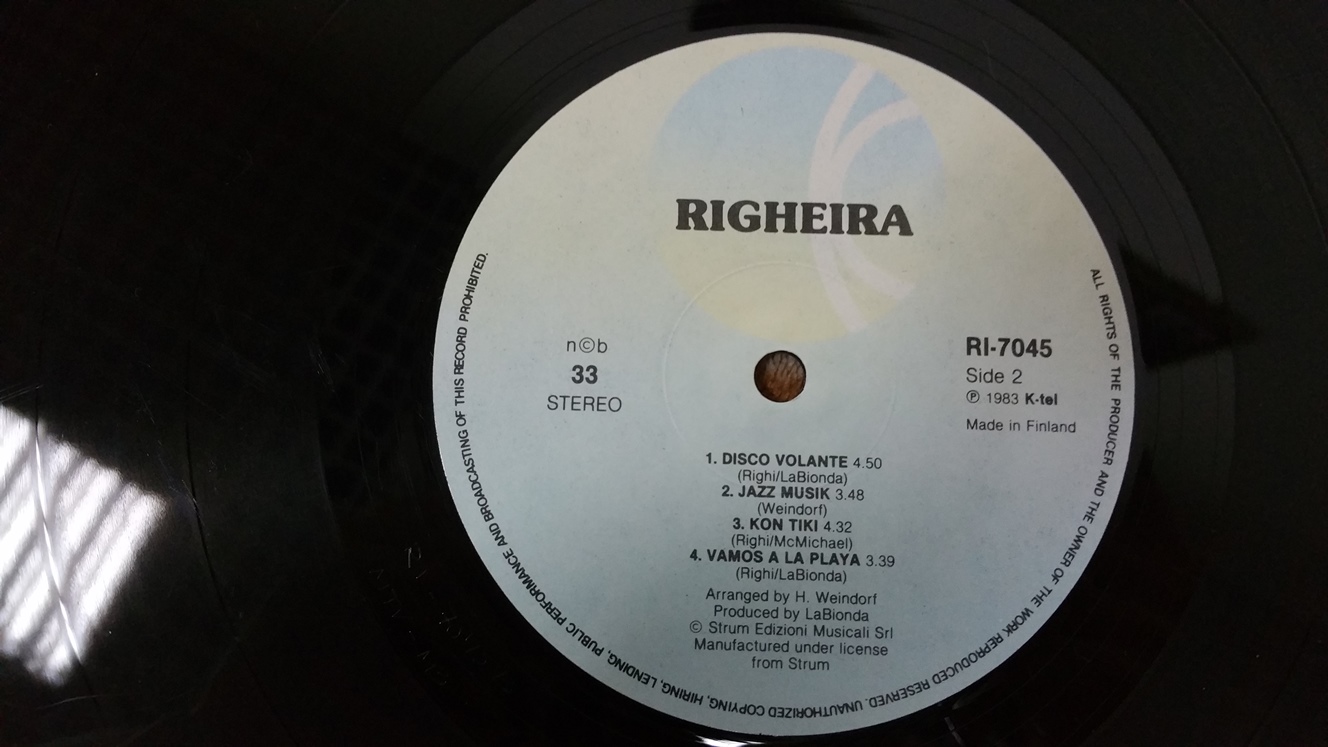 RIGHEIRA
n©b
33
STEREO
RI-7045
Side 2
℗ 1983 K-tel
Made in Finland
1. DISCO VOLANTE 4.50
(Righi/LaBionda)
2. JAZZ MUSIK 3.48
(Weindorf)
3. KON TIKI 4.32
(Righi/McMichael)
4. VAMOS A LA PLAYA 3.39
(Righi/LaBionda)
Arranged by H. Weindorf
Produced by LaBionda
© Strum Edizioni Musicali Srl
Manufactured under license
from Strum
ALL RIGHTS OF THE PRODUCER AND THE OWNER OF THE WORK REPRODUCED RESERVED. UNAUTHORIZED COPYING, HIRING, LENDING, PUBLIC PERFORMANCE AND BROADCASTING OF THIS RECORD PROHIBITED.